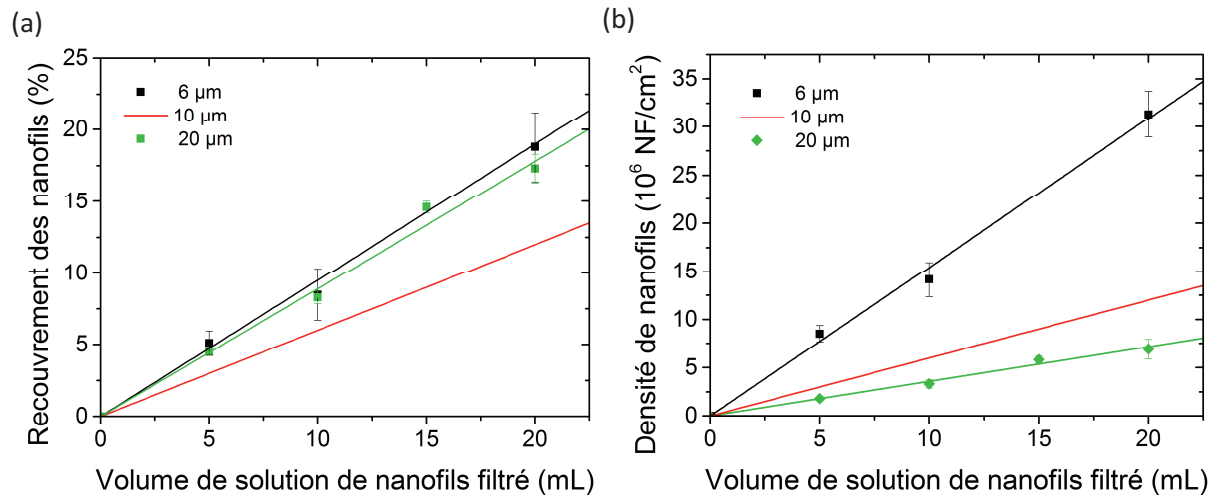 (a)
Recouvrement des nanofils (%)
25
20
15
10
5
0
6 µm
10 µm
20 µm
0 5 10 15 20
Volume de solution de nanofils filtré (mL)
(b)
Densité de nanofils (10⁶ NF/cm²)
35
30
25
20
15
10
5
0
6 µm
10 µm
20 µm
0 5 10 15 20
Volume de solution de nanofils filtré (mL)